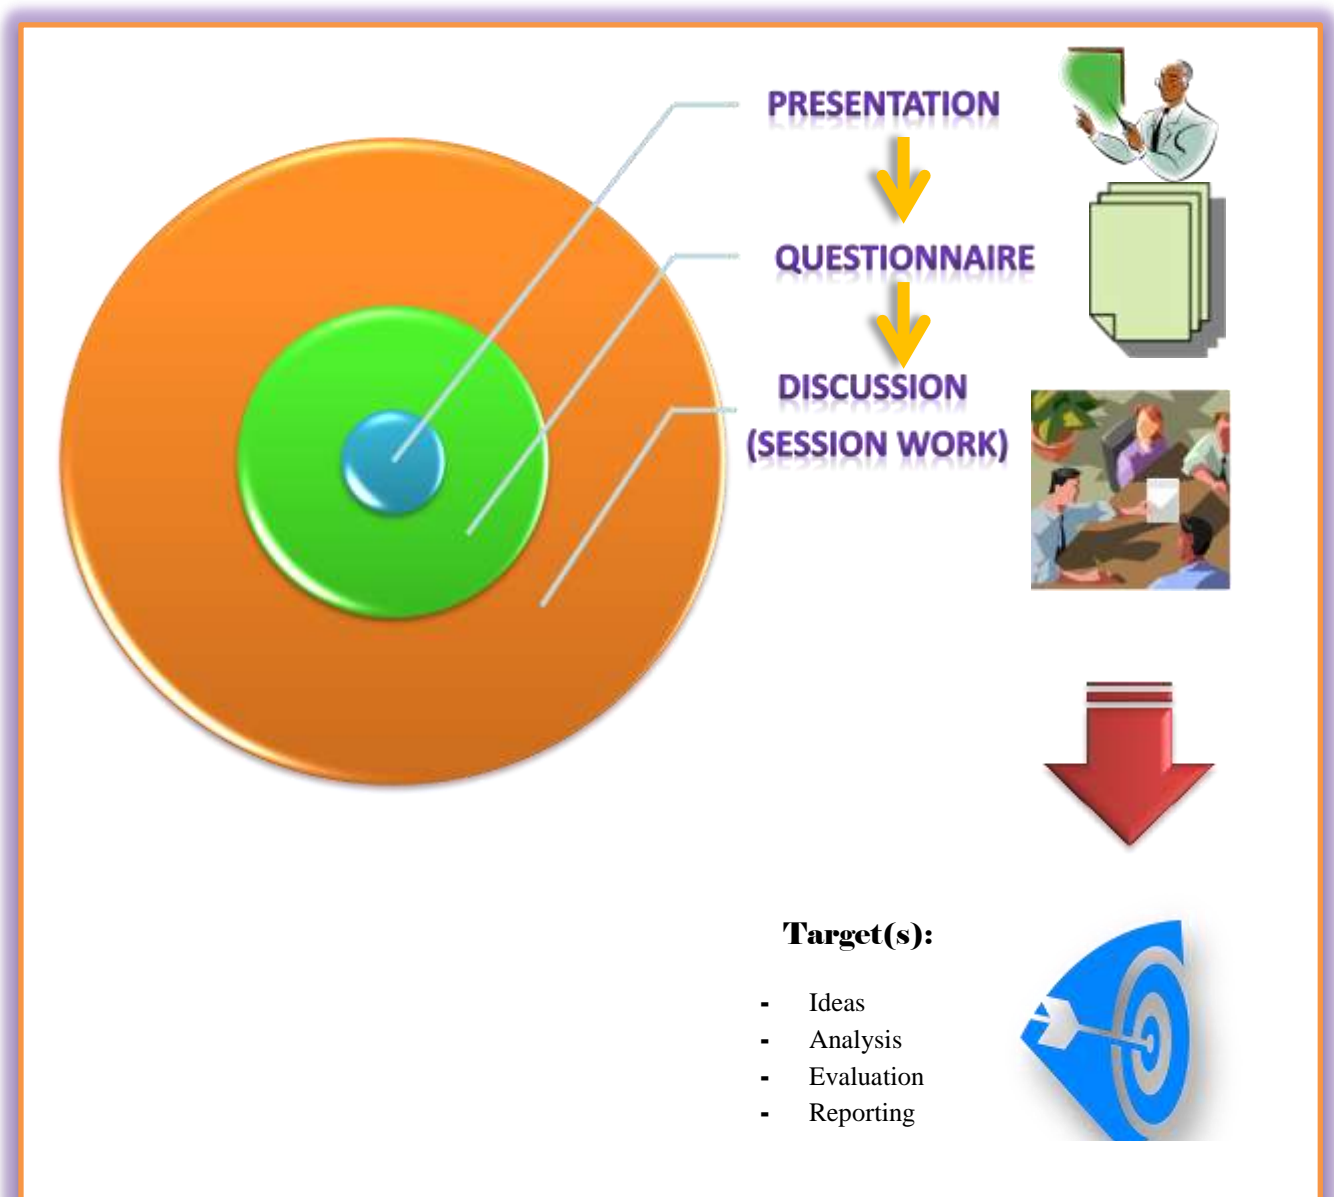 PRESENTATION
QUESTIONNAIRE
DISCUSSION
(SESSION WORK)
Target(s):
- Ideas
- Analysis
- Evaluation
- Reporting